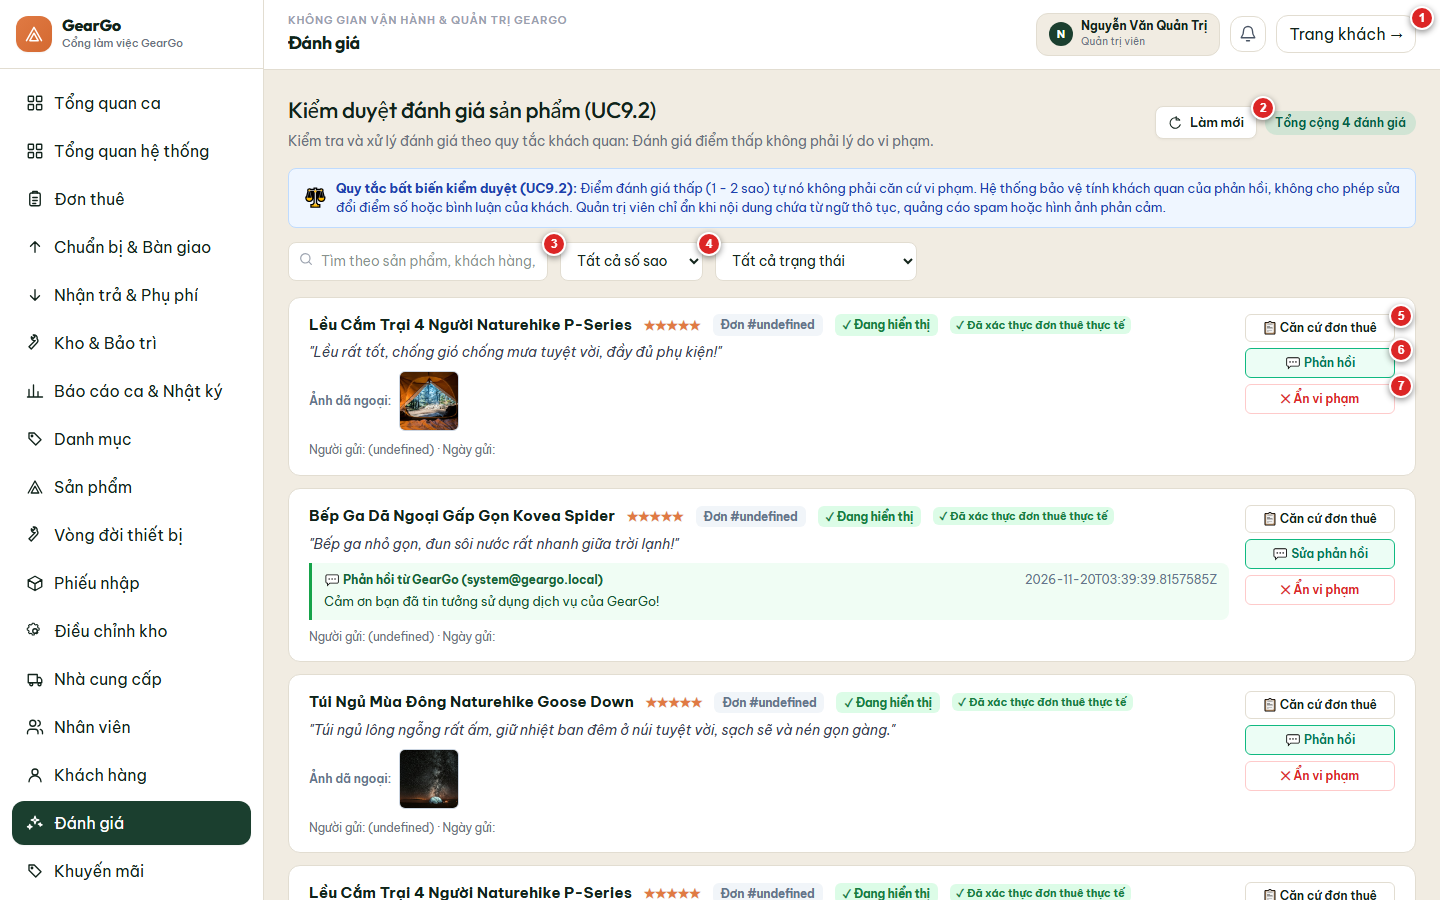 GearGo
Cổng làm việc GearGo
Tổng quan ca
Tổng quan hệ thống
Đơn thuê
Chuẩn bị & Bàn giao
Nhận trả & Phụ phí
Kho & Bảo trì
Báo cáo ca & Nhật ký
Danh mục
Sản phẩm
Vòng đời thiết bị
Phiếu nhập
Điều chỉnh kho
Nhà cung cấp
Nhân viên
Khách hàng
Đánh giá
Khuyến mãi
KHÔNG GIAN VẬN HÀNH & QUẢN TRỊ GEARGO
Đánh giá
N
Nguyễn Văn Quản Trị
Quản trị viên
Trang khách →
1
Kiểm duyệt đánh giá sản phẩm (UC9.2)
Kiểm tra và xử lý đánh giá theo quy tắc khách quan: Đánh giá điểm thấp không phải lý do vi phạm.
Làm mới
2
Tổng cộng 4 đánh giá
Quy tắc bất biến kiểm duyệt (UC9.2): Điểm đánh giá thấp (1 - 2 sao) tự nó không phải căn cứ vi phạm. Hệ thống bảo vệ tính khách quan của phản hồi, không cho phép sửa
đổi điểm số hoặc bình luận của khách. Quản trị viên chỉ ẩn khi nội dung chứa từ ngữ thô tục, quảng cáo spam hoặc hình ảnh phản cảm.
Tìm theo sản phẩm, khách hàng,
3
Tất cả số sao
4
Tất cả trạng thái
Lều Cắm Trại 4 Người Naturehike P-Series ★★★★★ Đơn #undefined ✓ Đang hiển thị ✓ Đã xác thực đơn thuê thực tế
"Lều rất tốt, chống gió chống mưa tuyệt vời, đầy đủ phụ kiện!"
Ảnh dã ngoại:
Người gửi: (undefined) · Ngày gửi:
Căn cứ đơn thuê
5
Phản hồi
6
✕ Ẩn vi phạm
7
Bếp Ga Dã Ngoại Gấp Gọn Kovea Spider ★★★★★ Đơn #undefined ✓ Đang hiển thị ✓ Đã xác thực đơn thuê thực tế
"Bếp ga nhỏ gọn, đun sôi nước rất nhanh giữa trời lạnh!"
Phản hồi từ GearGo (system@geargo.local)
2026-11-20T03:39:39.8157585Z
Cảm ơn bạn đã tin tưởng sử dụng dịch vụ của GearGo!
Người gửi: (undefined) · Ngày gửi:
Căn cứ đơn thuê
Sửa phản hồi
✕ Ẩn vi phạm
Túi Ngủ Mùa Đông Naturehike Goose Down ★★★★★ Đơn #undefined ✓ Đang hiển thị ✓ Đã xác thực đơn thuê thực tế
"Túi ngủ lông ngỗng rất ấm, giữ nhiệt ban đêm ở núi tuyệt vời, sạch sẽ và nén gọn gàng."
Ảnh dã ngoại:
Người gửi: (undefined) · Ngày gửi:
Căn cứ đơn thuê
Phản hồi
✕ Ẩn vi phạm
Lều Cắm Trại 4 Người Naturehike P-Series ★★★★★ Đơn #undefined ✓ Đang hiển thị ✓ Đã xác thực đơn thuê thực tế
Căn cứ đơn thuê